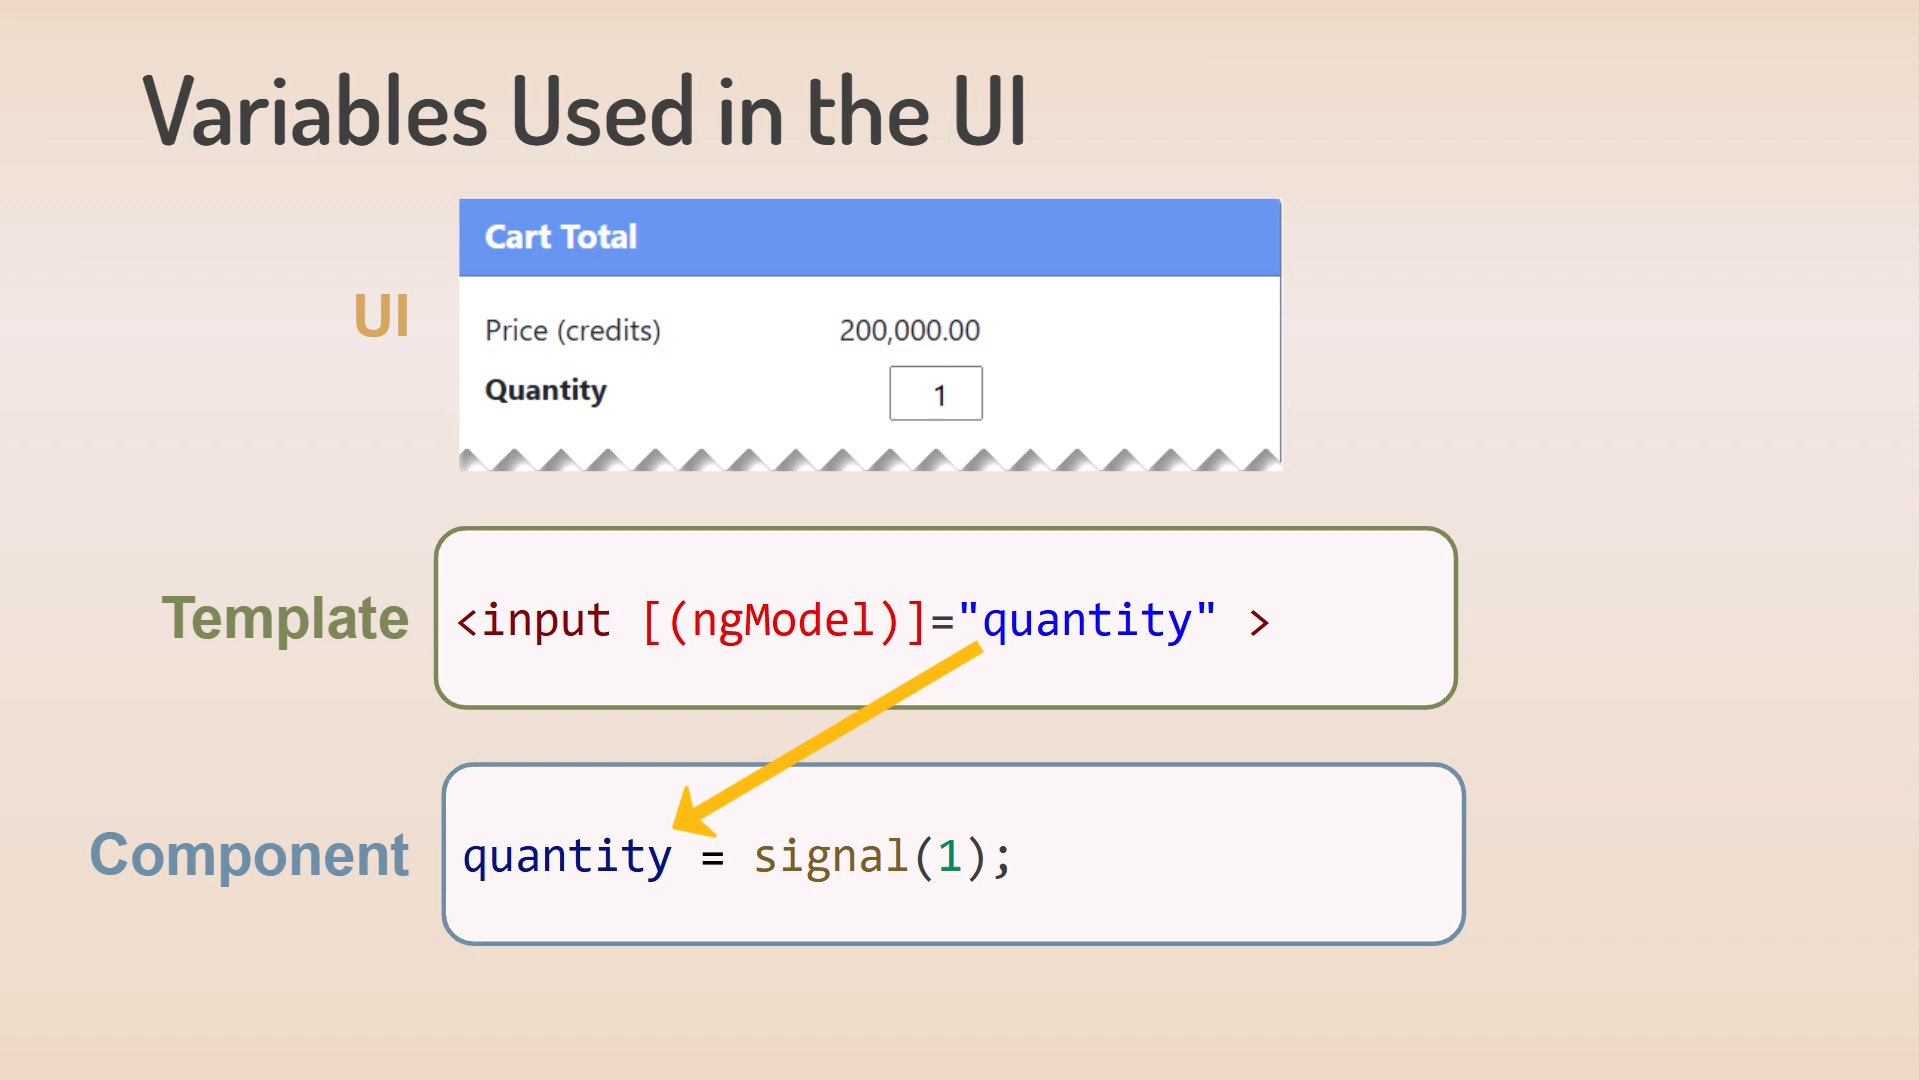 Variables Used in the UI
UI
Cart Total
Price (credits) 200,000.00
Quantity 1
Template
<input [(ngModel)]="quantity" >
Component
quantity = signal(1);